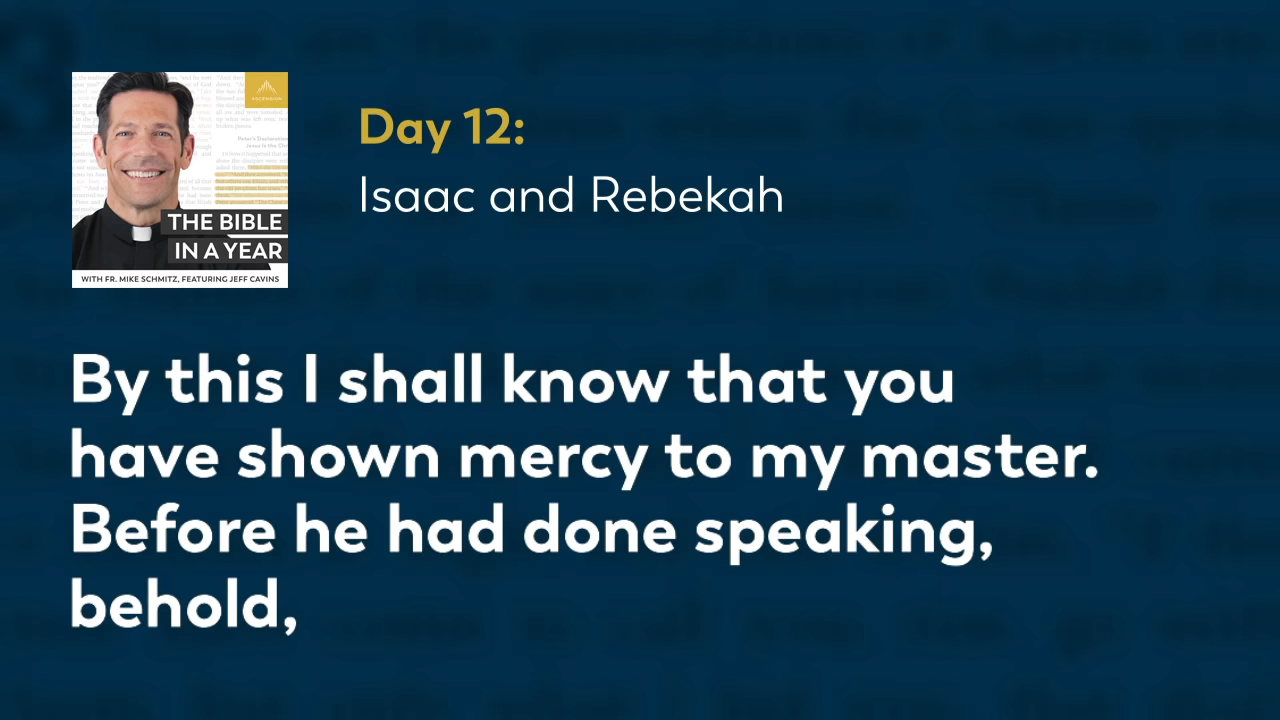 ASCENSION
THE BIBLE
IN A YEAR
WITH FR. MIKE SCHMITZ, FEATURING JEFF CAVINS
Day 12:
Isaac and Rebekah
By this I shall know that you
have shown mercy to my master.
Before he had done speaking,
behold,